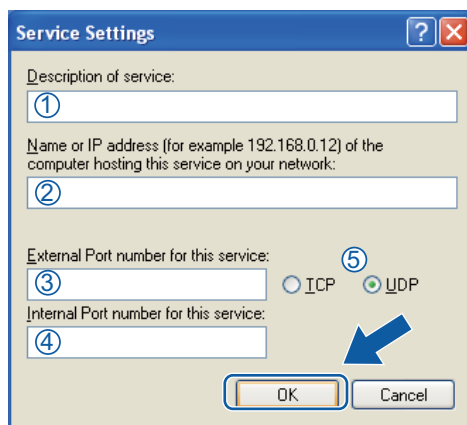 Service Settings
Description of service:
①
Name or IP address (for example 192.168.0.12) of the
computer hosting this service on your network:
②
External Port number for this service:
③ TCP ⑤ UDP
Internal Port number for this service:
④
OK Cancel